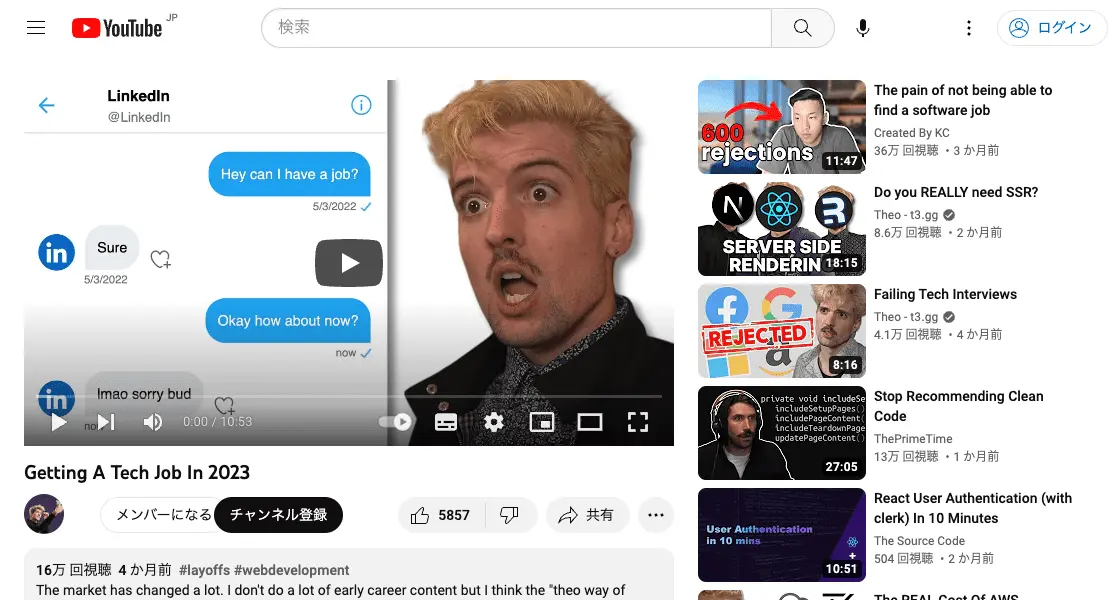 YouTube JP
検索
ログイン
LinkedIn
@LinkedIn
Hey can I have a job?
5/3/2022
in
Sure
5/3/2022
Okay how about now?
now
in
lmao sorry bud
now
0:00 / 10:53
Getting A Tech Job In 2023
メンバーになる
チャンネル登録
5857
共有
16万 回視聴 4 か月前 #layoffs #webdevelopment
The market has changed a lot. I don't do a lot of early career content but I think the "theo way of
600
rejections
11:47
The pain of not being able to
find a software job
Created By KC
36万 回視聴 ・3 か月前
N
SERVER SIDE
RENDERIN
18:15
Do you REALLY need SSR?
Theo - t3.gg
8.6万 回視聴 ・2 か月前
REJECTED
8:16
Failing Tech Interviews
Theo - t3.gg
4.1万 回視聴 ・4 か月前
private void includeSe
includeSetupPages()
includePageContent(
includeTeardownPage
updatePageContent()
27:05
Stop Recommending Clean
Code
ThePrimeTime
13万 回視聴 ・1 か月前
User Authentication
in 10 mins
+
10:51
React User Authentication (with
clerk) In 10 Minutes
The Source Code
504 回視聴 ・2 か月前
The REAL Cost Of AWS